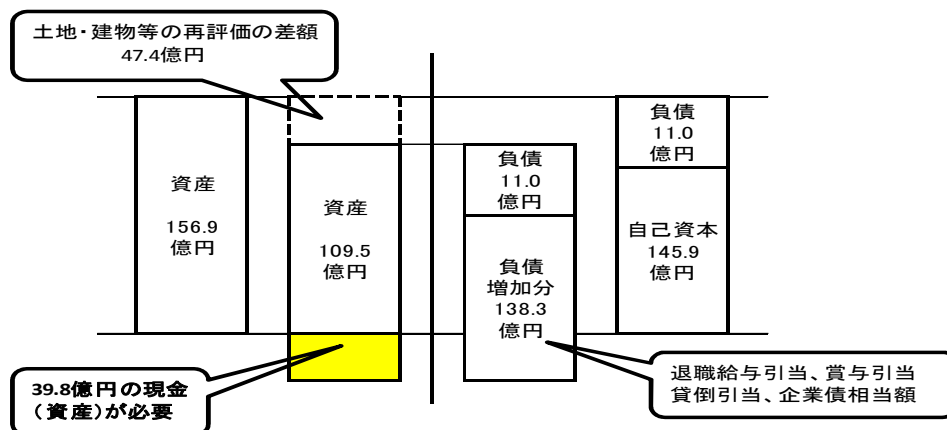 土地・建物等の再評価の差額
47.4億円
資産
156.9
億円
資産
109.5
億円
負債
11.0
億円
負債
増加分
138.3
億円
負債
11.0
億円
自己資本
145.9
億円
39.8億円の現金
（資産）が必要
退職給与引当、賞与引当
貸倒引当、企業債相当額